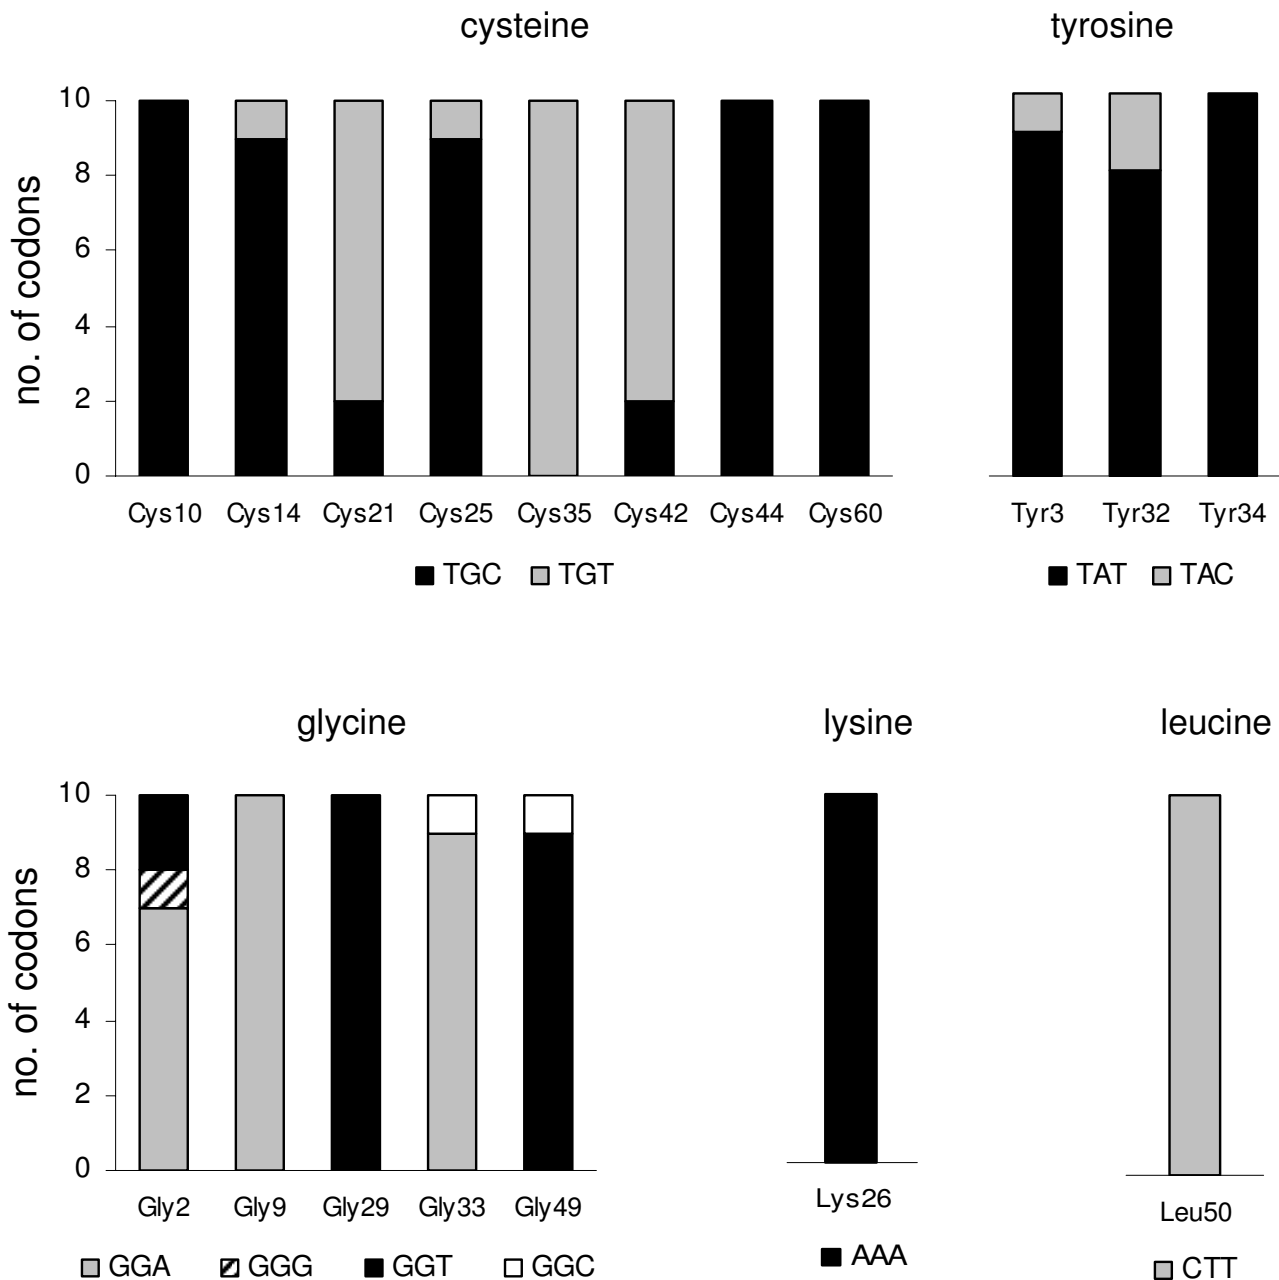 cysteine
tyrosine
no. of codons
10
8
6
4
2
0
Cys10 Cys14 Cys21 Cys25 Cys35 Cys42 Cys44 Cys60
Tyr3 Tyr32 Tyr34
TGC TGT
TAT TAC
glycine
lysine
leucine
no. of codons
10
8
6
4
2
0
Gly2 Gly9 Gly29 Gly33 Gly49
Lys26
Leu50
GGA GGG GGT GGC
AAA
CTT